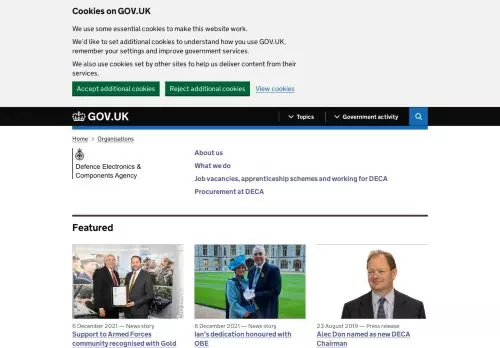 Cookies on GOV.UK
We use some essential cookies to make this website work.
We'd like to set additional cookies to understand how you use GOV.UK,
remember your settings and improve government services.
We also use cookies set by other sites to help us deliver content from their
services.
Accept additional cookies
Reject additional cookies
View cookies
GOV.UK
Topics
Government activity
Home
Organisations
Defence Electronics &
Components Agency
About us
What we do
Job vacancies, apprenticeship schemes and working for DECA
Procurement at DECA
Featured
6 December 2021 — News story
Support to Armed Forces
community recognised with Gold
6 December 2021 — News story
Ian's dedication honoured with
OBE
23 August 2019 — Press release
Alec Don named as new DECA
Chairman